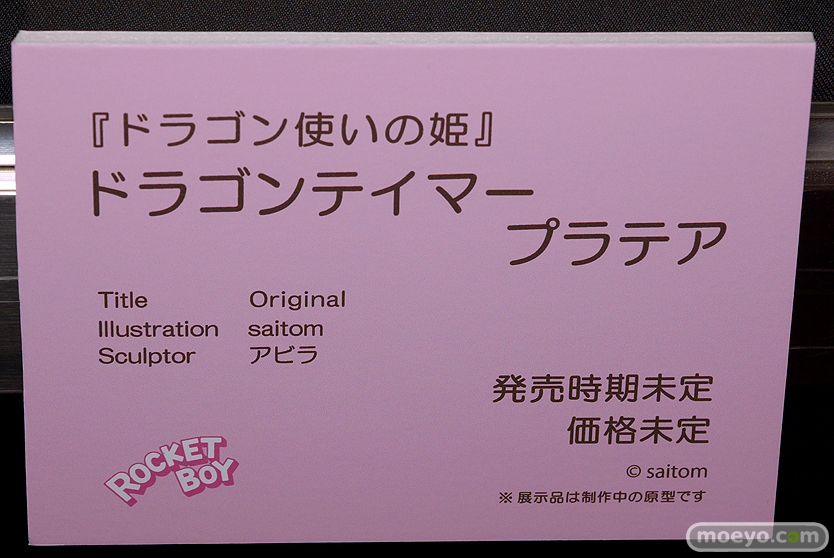 『ドラゴン使いの姫』
ドラゴンテイマー
プラテア
Title Original
Illustration saitom
Sculptor アビラ
発売時期未定
価格未定
© saitom
※展示品は制作中の原型です
ROCKET
BOY
moeyo.com